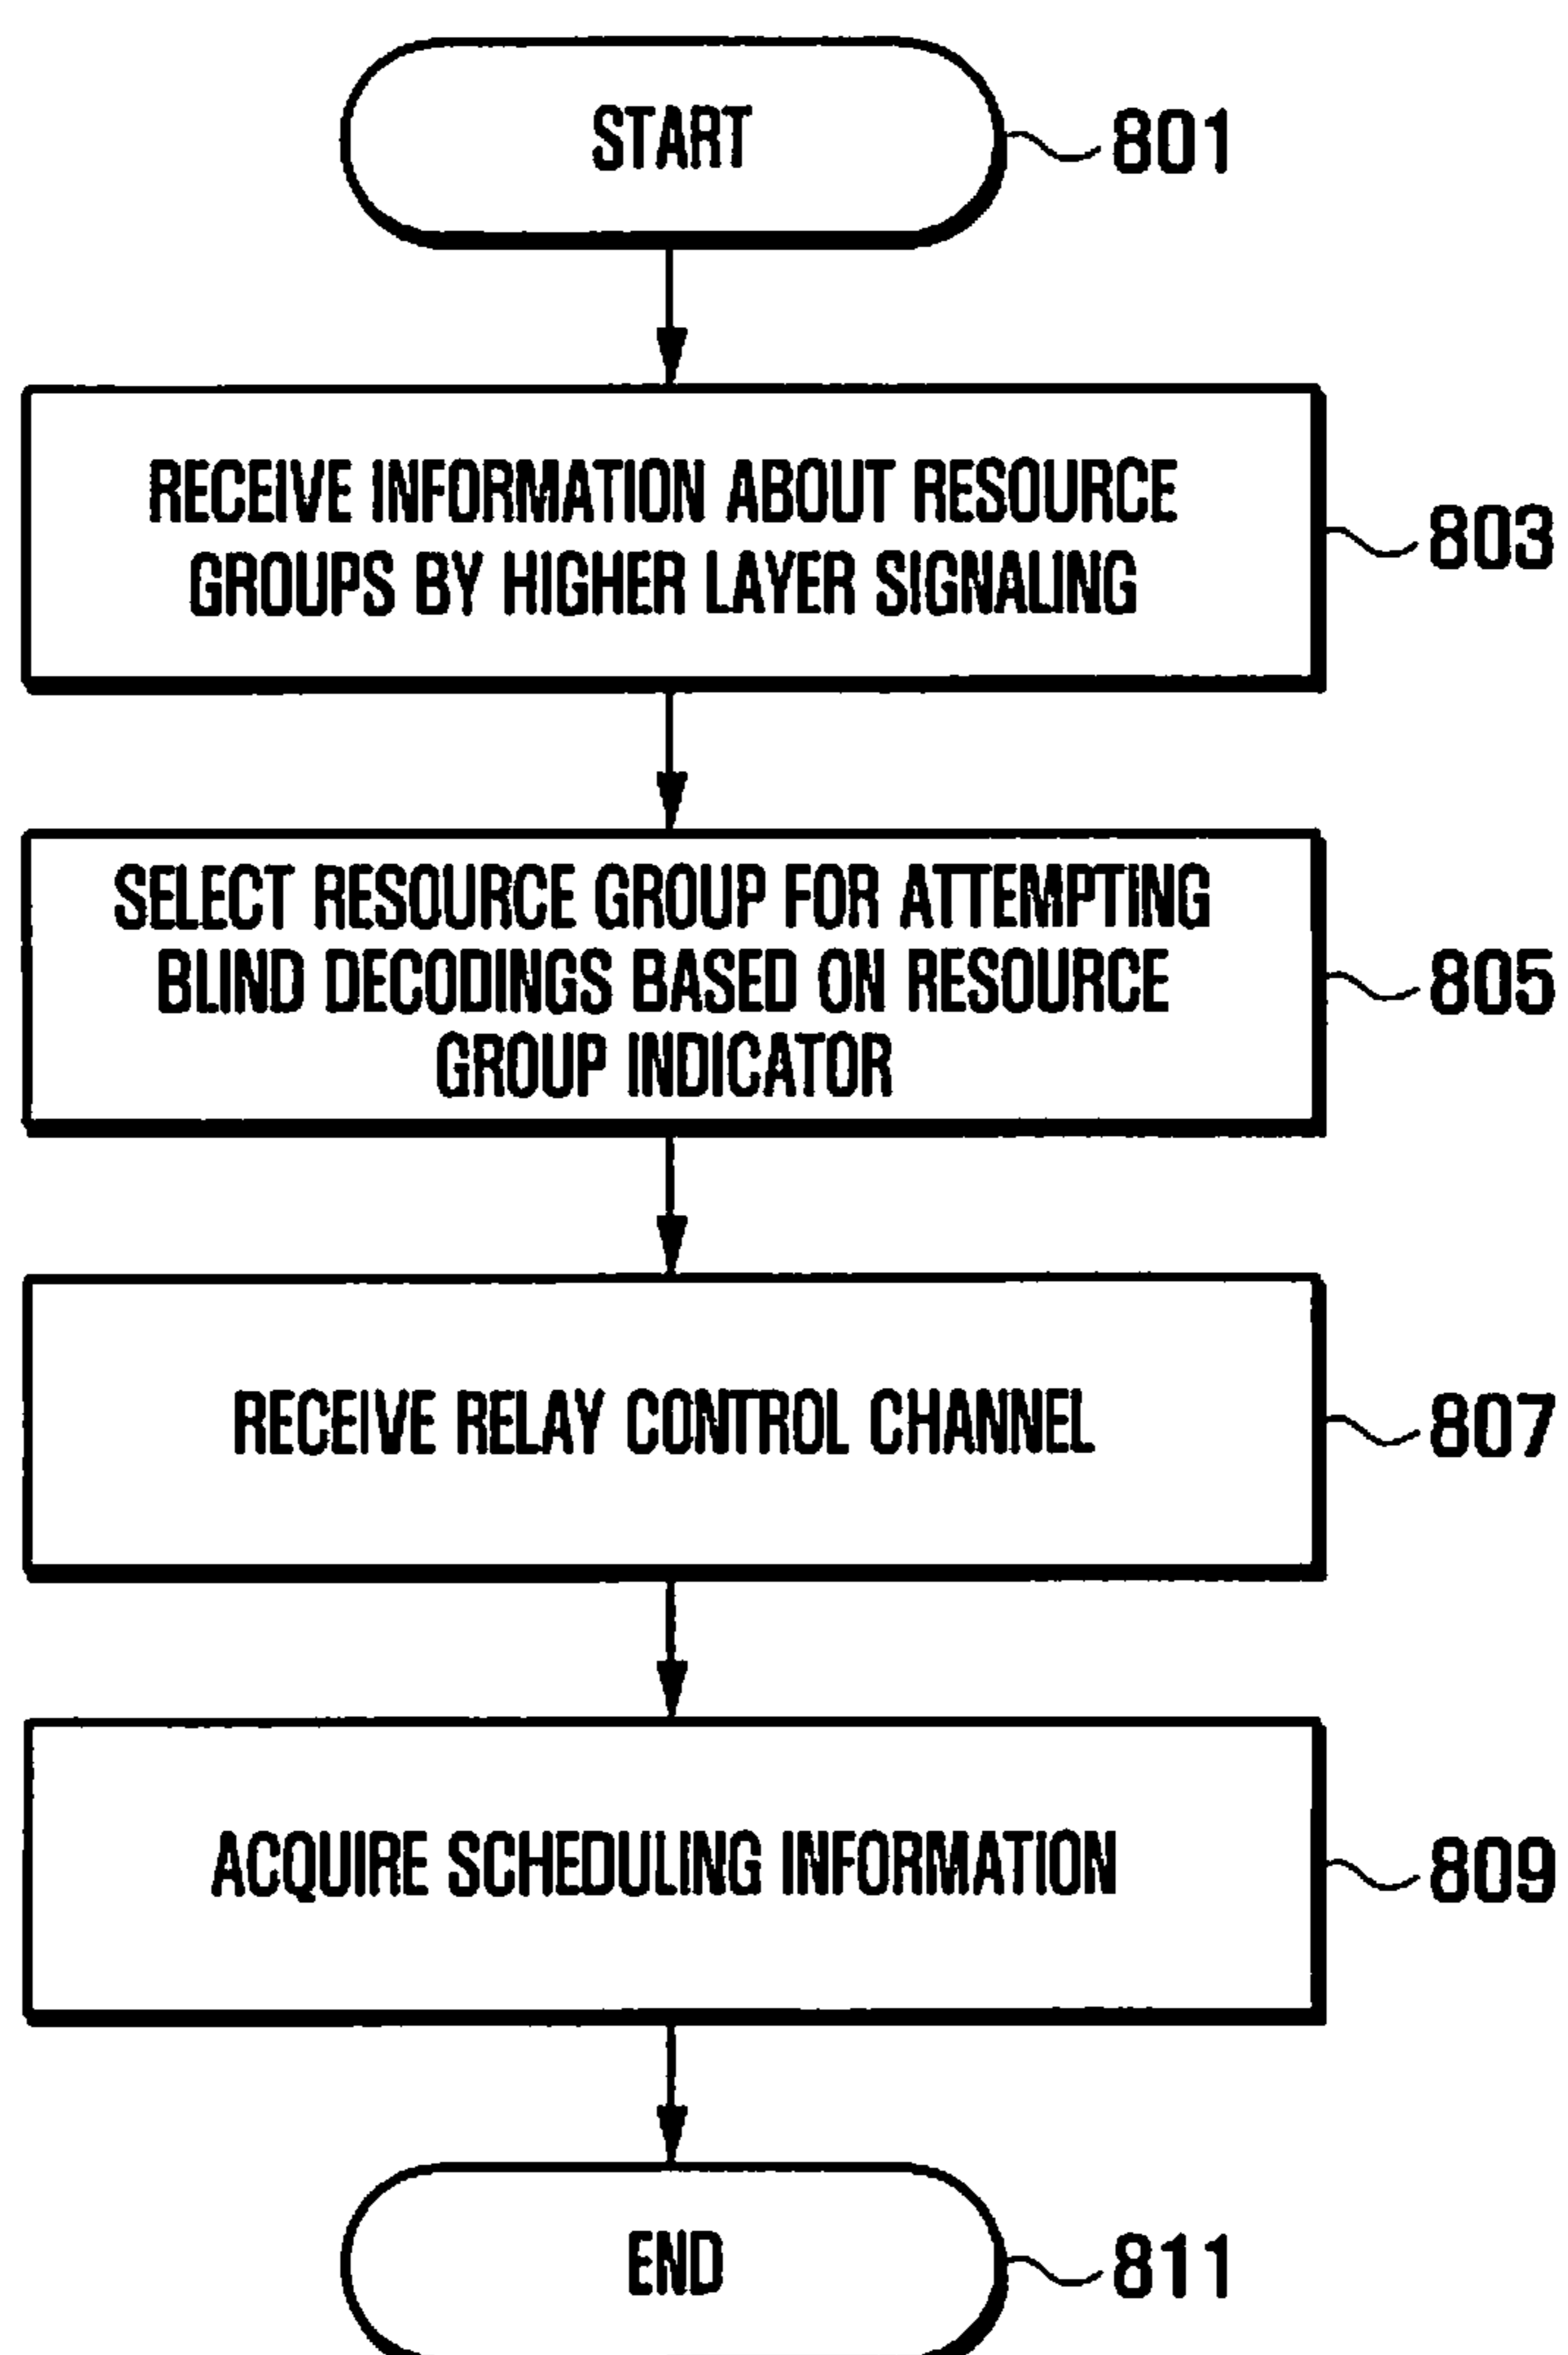 START
801
RECEIVE INFORMATION ABOUT RESOURCE
GROUPS BY HIGHER LAYER SIGNALING
803
SELECT RESOURCE GROUP FOR ATTEMPTING
BLIND DECODINGS BASED ON RESOURCE
GROUP INDICATOR
805
RECEIVE RELAY CONTROL CHANNEL
807
ACQUIRE SCHEDULING INFORMATION
809
END
811